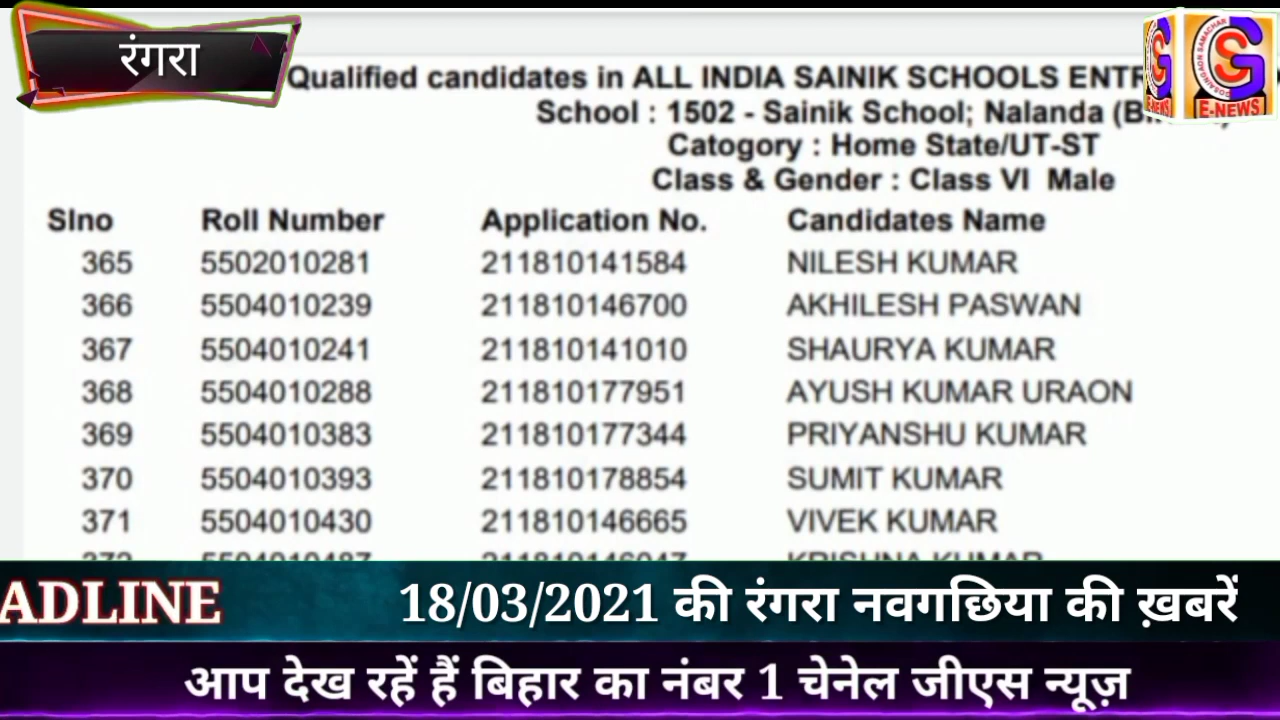 रंगरा
Qualified candidates in ALL INDIA SAINIK SCHOOLS
School : 1502 - Sainik School; Nalanda
Catogory : Home State/UT-ST
Class & Gender : Class VI Male
Slno Roll Number Application No. Candidates Name
365 5502010281 211810141584 NILESH KUMAR
366 5504010239 211810146700 AKHILESH PASWAN
367 5504010241 211810141010 SHAURYA KUMAR
368 5504010288 211810177951 AYUSH KUMAR URAON
369 5504010383 211810177344 PRIYANSHU KUMAR
370 5504010393 211810178854 SUMIT KUMAR
371 5504010430 211810146665 VIVEK KUMAR
GS
E-NEWS
ADLINE 18/03/2021 की रंगरा नवगछिया की ख़बरें
आप देख रहें हैं बिहार का नंबर 1 चेनेल जीएस न्यूज़